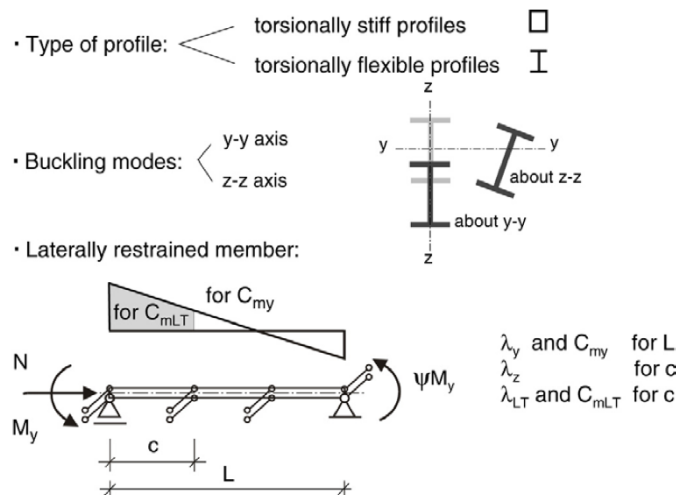 · Type of profile:
torsionally stiff profiles
torsionally flexible profiles
z
y
y
about z-z
about y-y
z
· Buckling modes:
y-y axis
z-z axis
· Laterally restrained member:
for C_my
for C_mLT
N
M_y
ψM_y
c
L
λ_y and C_my for L
λ_z for c
λ_LT and C_mLT for c